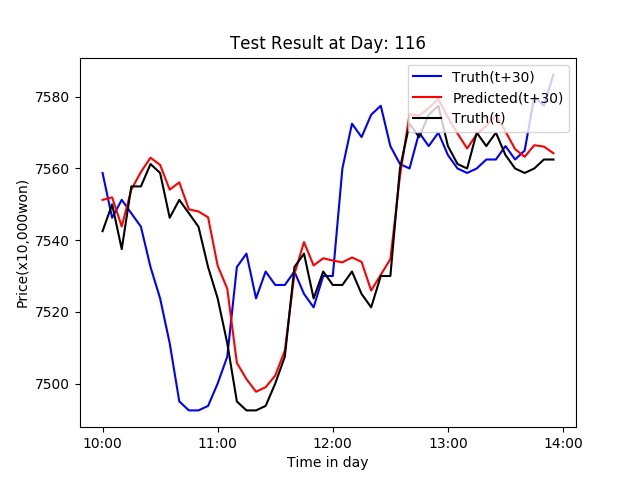 Test Result at Day: 116
Truth(t+30)
Predicted(t+30)
Truth(t)
7580
7560
7540
7520
7500
Price(x10,000won)
10:00 11:00 12:00 13:00 14:00
Time in day